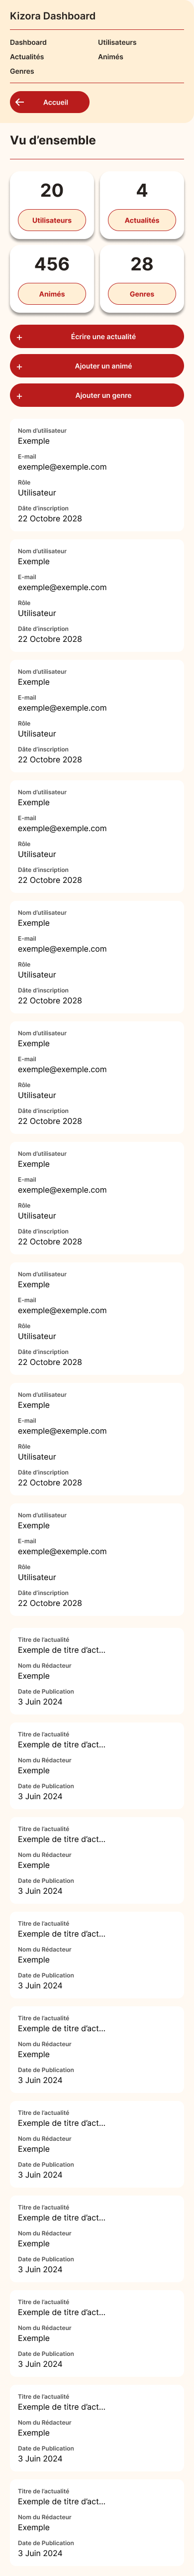 Kizora Dashboard
Dashboard Utilisateurs
Actualités Animés
Genres
Accueil
Vu d'ensemble
20 4
Utilisateurs Actualités
456 28
Animés Genres
+ Écrire une actualité
+ Ajouter un animé
+ Ajouter un genre
Nom d'utilisateur
Exemple
E-mail
exemple@exemple.com
Rôle
Utilisateur
Dâte d'inscription
22 Octobre 2028
Nom d'utilisateur
Exemple
E-mail
exemple@exemple.com
Rôle
Utilisateur
Dâte d'inscription
22 Octobre 2028
Nom d'utilisateur
Exemple
E-mail
exemple@exemple.com
Rôle
Utilisateur
Dâte d'inscription
22 Octobre 2028
Nom d'utilisateur
Exemple
E-mail
exemple@exemple.com
Rôle
Utilisateur
Dâte d'inscription
22 Octobre 2028
Nom d'utilisateur
Exemple
E-mail
exemple@exemple.com
Rôle
Utilisateur
Dâte d'inscription
22 Octobre 2028
Nom d'utilisateur
Exemple
E-mail
exemple@exemple.com
Rôle
Utilisateur
Dâte d'inscription
22 Octobre 2028
Nom d'utilisateur
Exemple
E-mail
exemple@exemple.com
Rôle
Utilisateur
Dâte d'inscription
22 Octobre 2028
Nom d'utilisateur
Exemple
E-mail
exemple@exemple.com
Rôle
Utilisateur
Dâte d'inscription
22 Octobre 2028
Nom d'utilisateur
Exemple
E-mail
exemple@exemple.com
Rôle
Utilisateur
Dâte d'inscription
22 Octobre 2028
Nom d'utilisateur
Exemple
E-mail
exemple@exemple.com
Rôle
Utilisateur
Dâte d'inscription
22 Octobre 2028
Titre de l'actualité
Exemple de titre d'act...
Nom du Rédacteur
Exemple
Date de Publication
3 Juin 2024
Titre de l'actualité
Exemple de titre d'act...
Nom du Rédacteur
Exemple
Date de Publication
3 Juin 2024
Titre de l'actualité
Exemple de titre d'act...
Nom du Rédacteur
Exemple
Date de Publication
3 Juin 2024
Titre de l'actualité
Exemple de titre d'act...
Nom du Rédacteur
Exemple
Date de Publication
3 Juin 2024
Titre de l'actualité
Exemple de titre d'act...
Nom du Rédacteur
Exemple
Date de Publication
3 Juin 2024
Titre de l'actualité
Exemple de titre d'act...
Nom du Rédacteur
Exemple
Date de Publication
3 Juin 2024
Titre de l'actualité
Exemple de titre d'act...
Nom du Rédacteur
Exemple
Date de Publication
3 Juin 2024
Titre de l'actualité
Exemple de titre d'act...
Nom du Rédacteur
Exemple
Date de Publication
3 Juin 2024
Titre de l'actualité
Exemple de titre d'act...
Nom du Rédacteur
Exemple
Date de Publication
3 Juin 2024
Titre de l'actualité
Exemple de titre d'act...
Nom du Rédacteur
Exemple
Date de Publication
3 Juin 2024